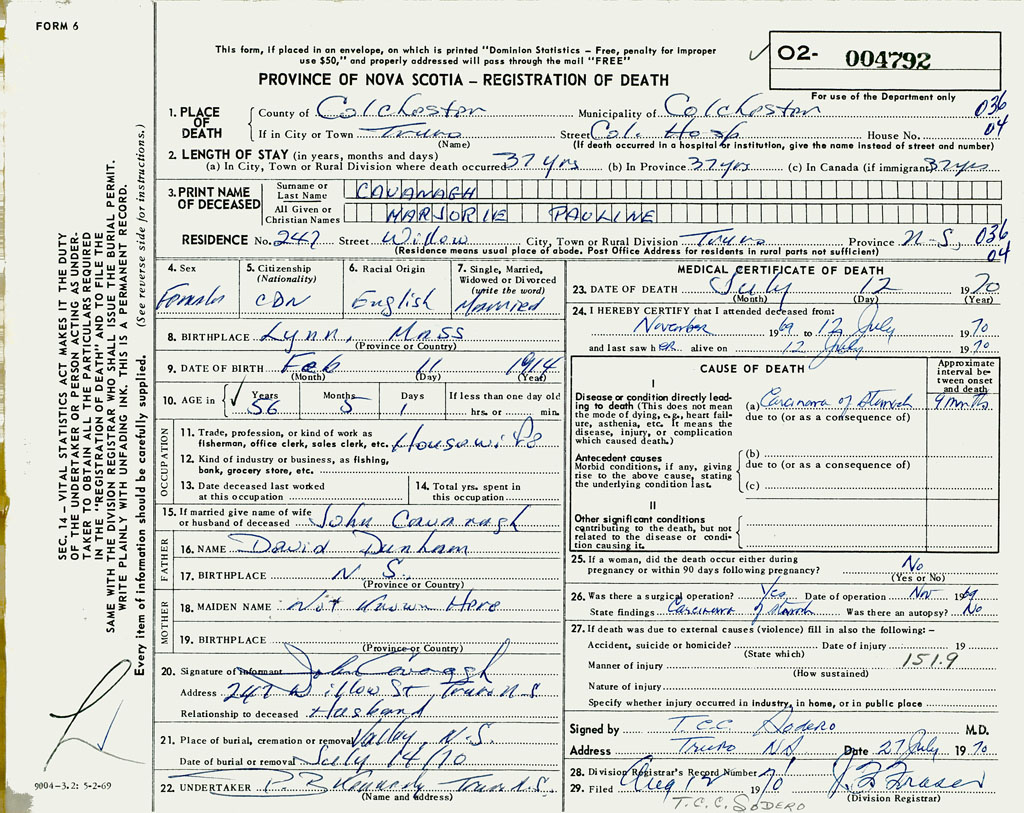 FORM 6
This form, if placed in an envelope, on which is printed "Dominion Statistics – Free, penalty for improper
use $50," and properly addressed will pass through the mail "FREE"
PROVINCE OF NOVA SCOTIA – REGISTRATION OF DEATH
02- 004792
For use of the Department only
1. PLACE OF DEATH County of Colchester Municipality of Colchester 036
If in City or Town Truro Street Col. Hosp House No. 04
(Name) (If death occurred in a hospital or institution, give the name instead of street and number)
2. LENGTH OF STAY (in years, months and days)
(a) In City, Town or Rural Division where death occurred 37 yrs (b) In Province 37 yrs (c) In Canada (if immigrant) 37 yrs
3. PRINT NAME OF DECEASED Surname or Last Name CAVANAGH
All Given or Christian Names MARJORIE PAULINE
RESIDENCE No. 247 Street Willow City, Town or Rural Division Truro Province N-S. 036
(Residence means usual place of abode. Post Office Address for residents in rural parts not sufficient) 04
4. Sex Female
5. Citizenship (Nationality) CDN
6. Racial Origin English
7. Single, Married, Widowed or Divorced (write the word) Married
8. BIRTHPLACE Lynn, Mass
(Province or Country)
9. DATE OF BIRTH Feb 11 1914
(Month) (Day) (Year)
10. AGE in Years 56 Months 5 Days 1 If less than one day old
hrs. or min.
OCCUPATION
11. Trade, profession, or kind of work as
fisherman, office clerk, sales clerk, etc. Housewife
12. Kind of industry or business, as fishing,
bank, grocery store, etc.
13. Date deceased last worked
at this occupation
14. Total yrs. spent in
this occupation
15. If married give name of wife
or husband of deceased John Cavanagh
FATHER
16. NAME David Dunham
17. BIRTHPLACE N S.
(Province or Country)
MOTHER
18. MAIDEN NAME Not Known Here
19. BIRTHPLACE
(Province or Country)
20. Signature of informant John Cavanagh
Address 247 Willow St Truro N-S
Relationship to deceased Husband
21. Place of burial, cremation or removal Valley, N-S.
Date of burial or removal July 14/70
22. UNDERTAKER Kennedy Truro N.S.
(Name and address)
MEDICAL CERTIFICATE OF DEATH
23. DATE OF DEATH July 12 1970
(Month) (Day) (Year)
24. I HEREBY CERTIFY that I attended deceased from:
November 1969 to 12 July 1970
and last saw her alive on 12 July 1970
CAUSE OF DEATH
Approximate interval between onset and death
I
Disease or condition directly leading to death (This does not mean the mode of dying, e.g., heart failure, asthenia, etc. It means the disease, injury, or complication which caused death.)
(a) Carcinoma of stomach 9 months
due to (or as a consequence of)
Antecedent causes
Morbid conditions, if any, giving rise to the above cause, stating the underlying condition last.
(b)
due to (or as a consequence of)
(c)
II
Other significant conditions
contributing to the death, but not related to the disease or condition causing it.
25. If a woman, did the death occur either during
pregnancy or within 90 days following pregnancy? No
(Yes or No)
26. Was there a surgical operation? Yes Date of operation Nov 1969
State findings Carcinoma of stomach Was there an autopsy? No
27. If death was due to external causes (violence) fill in also the following: –
Accident, suicide or homicide? Date of injury 19
(State which)
Manner of injury 151.9
(How sustained)
Nature of injury
Specify whether injury occurred in industry, in home, or in public place
Signed by T.C.C. Sodero M.D.
Address Truro NS Date 27 July 1970
28. Division Registrar's Record Number
29. Filed Aug 12 1970 Fraser
(Division Registrar)
T.C.C. SODERO
SEC. 14 – VITAL STATISTICS ACT MAKES IT THE DUTY
OF THE UNDERTAKER OR PERSON ACTING AS UNDER-
TAKER TO OBTAIN ALL THE PARTICULARS REQUIRED
IN THE "REGISTRATION OF DEATH" AND TO FILE THE
SAME WITH THE DIVISION REGISTRAR WHO SHALL ISSUE THE BURIAL PERMIT.
WRITE PLAINLY WITH UNFADING INK. THIS IS A PERMANENT RECORD.
Every item of information should be carefully supplied. (See reverse side for instructions.)
9004-3.2: 5-2-69